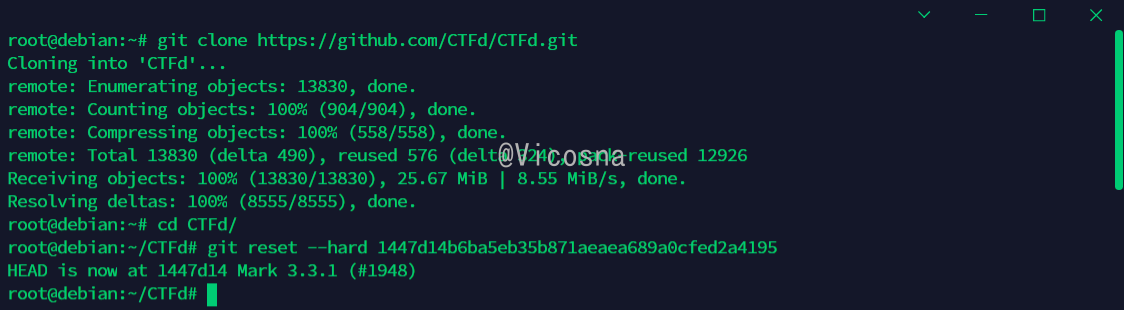 root@debian:~# git clone https://github.com/CTFd/CTFd.git
Cloning into 'CTFd'...
remote: Enumerating objects: 13830, done.
remote: Counting objects: 100% (904/904), done.
remote: Compressing objects: 100% (558/558), done.
remote: Total 13830 (delta 490), reused 576 (delta 324), pack-reused 12926
@Vicosna
Receiving objects: 100% (13830/13830), 25.67 MiB | 8.55 MiB/s, done.
Resolving deltas: 100% (8555/8555), done.
root@debian:~# cd CTFd/
root@debian:~/CTFd# git reset --hard 1447d14b6ba5eb35b871aeaea689a0cfed2a4195
HEAD is now at 1447d14 Mark 3.3.1 (#1948)
root@debian:~/CTFd#